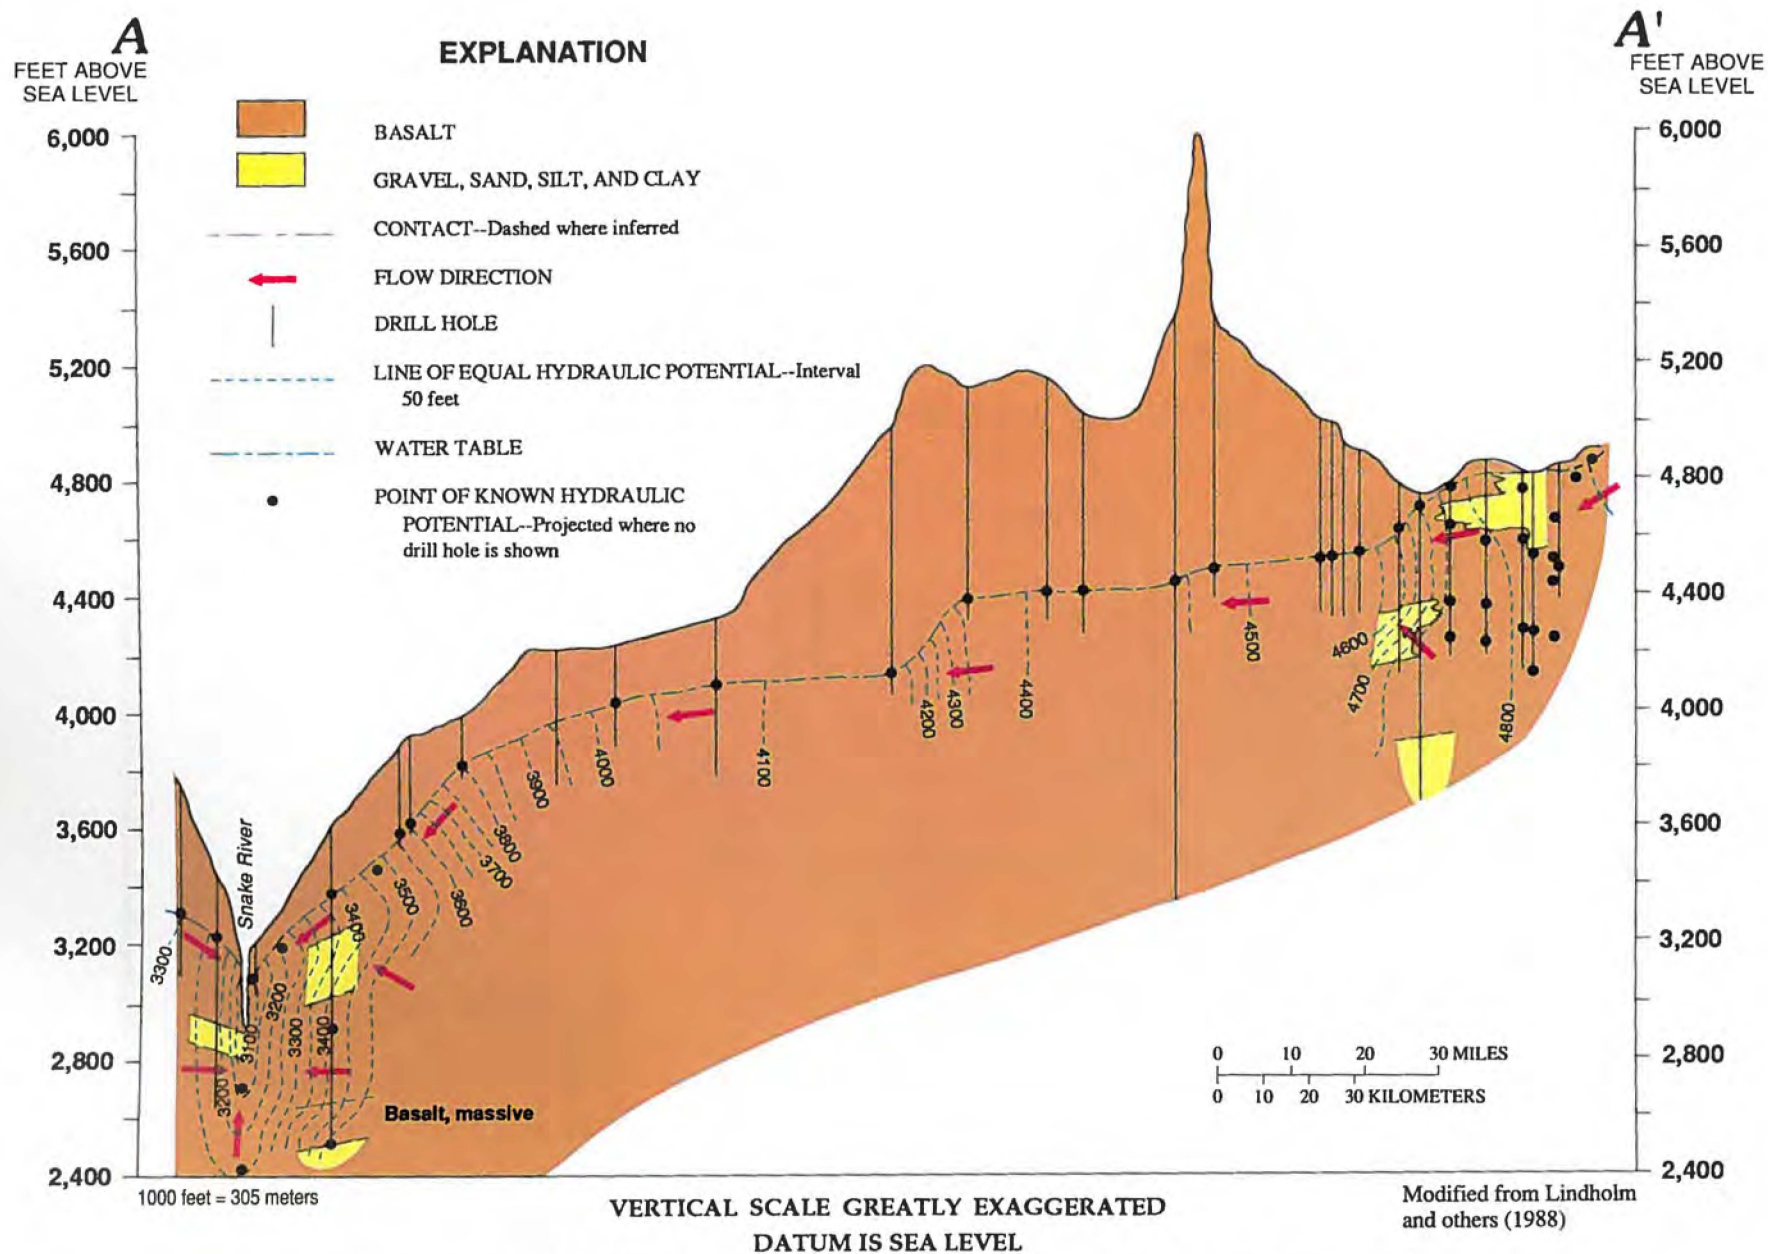 A
FEET ABOVE
SEA LEVEL
6,000
5,600
5,200
4,800
4,400
4,000
3,600
3,200
2,800
2,400
EXPLANATION
BASALT
GRAVEL, SAND, SILT, AND CLAY
CONTACT--Dashed where inferred
FLOW DIRECTION
DRILL HOLE
LINE OF EQUAL HYDRAULIC POTENTIAL--Interval
50 feet
WATER TABLE
POINT OF KNOWN HYDRAULIC
POTENTIAL--Projected where no
drill hole is shown
A'
FEET ABOVE
SEA LEVEL
6,000
5,600
5,200
4,800
4,400
4,000
3,600
3,200
2,800
2,400
Snake River
3300
3200
3100
3200
3300
3400
3400
3500
3600
3700
3800
3900
4000
4100
4200
4300
4400
4500
4600
4700
4800
Basalt, massive
0 10 20 30 MILES
0 10 20 30 KILOMETERS
1000 feet = 305 meters
VERTICAL SCALE GREATLY EXAGGERATED
DATUM IS SEA LEVEL
Modified from Lindholm
and others (1988)